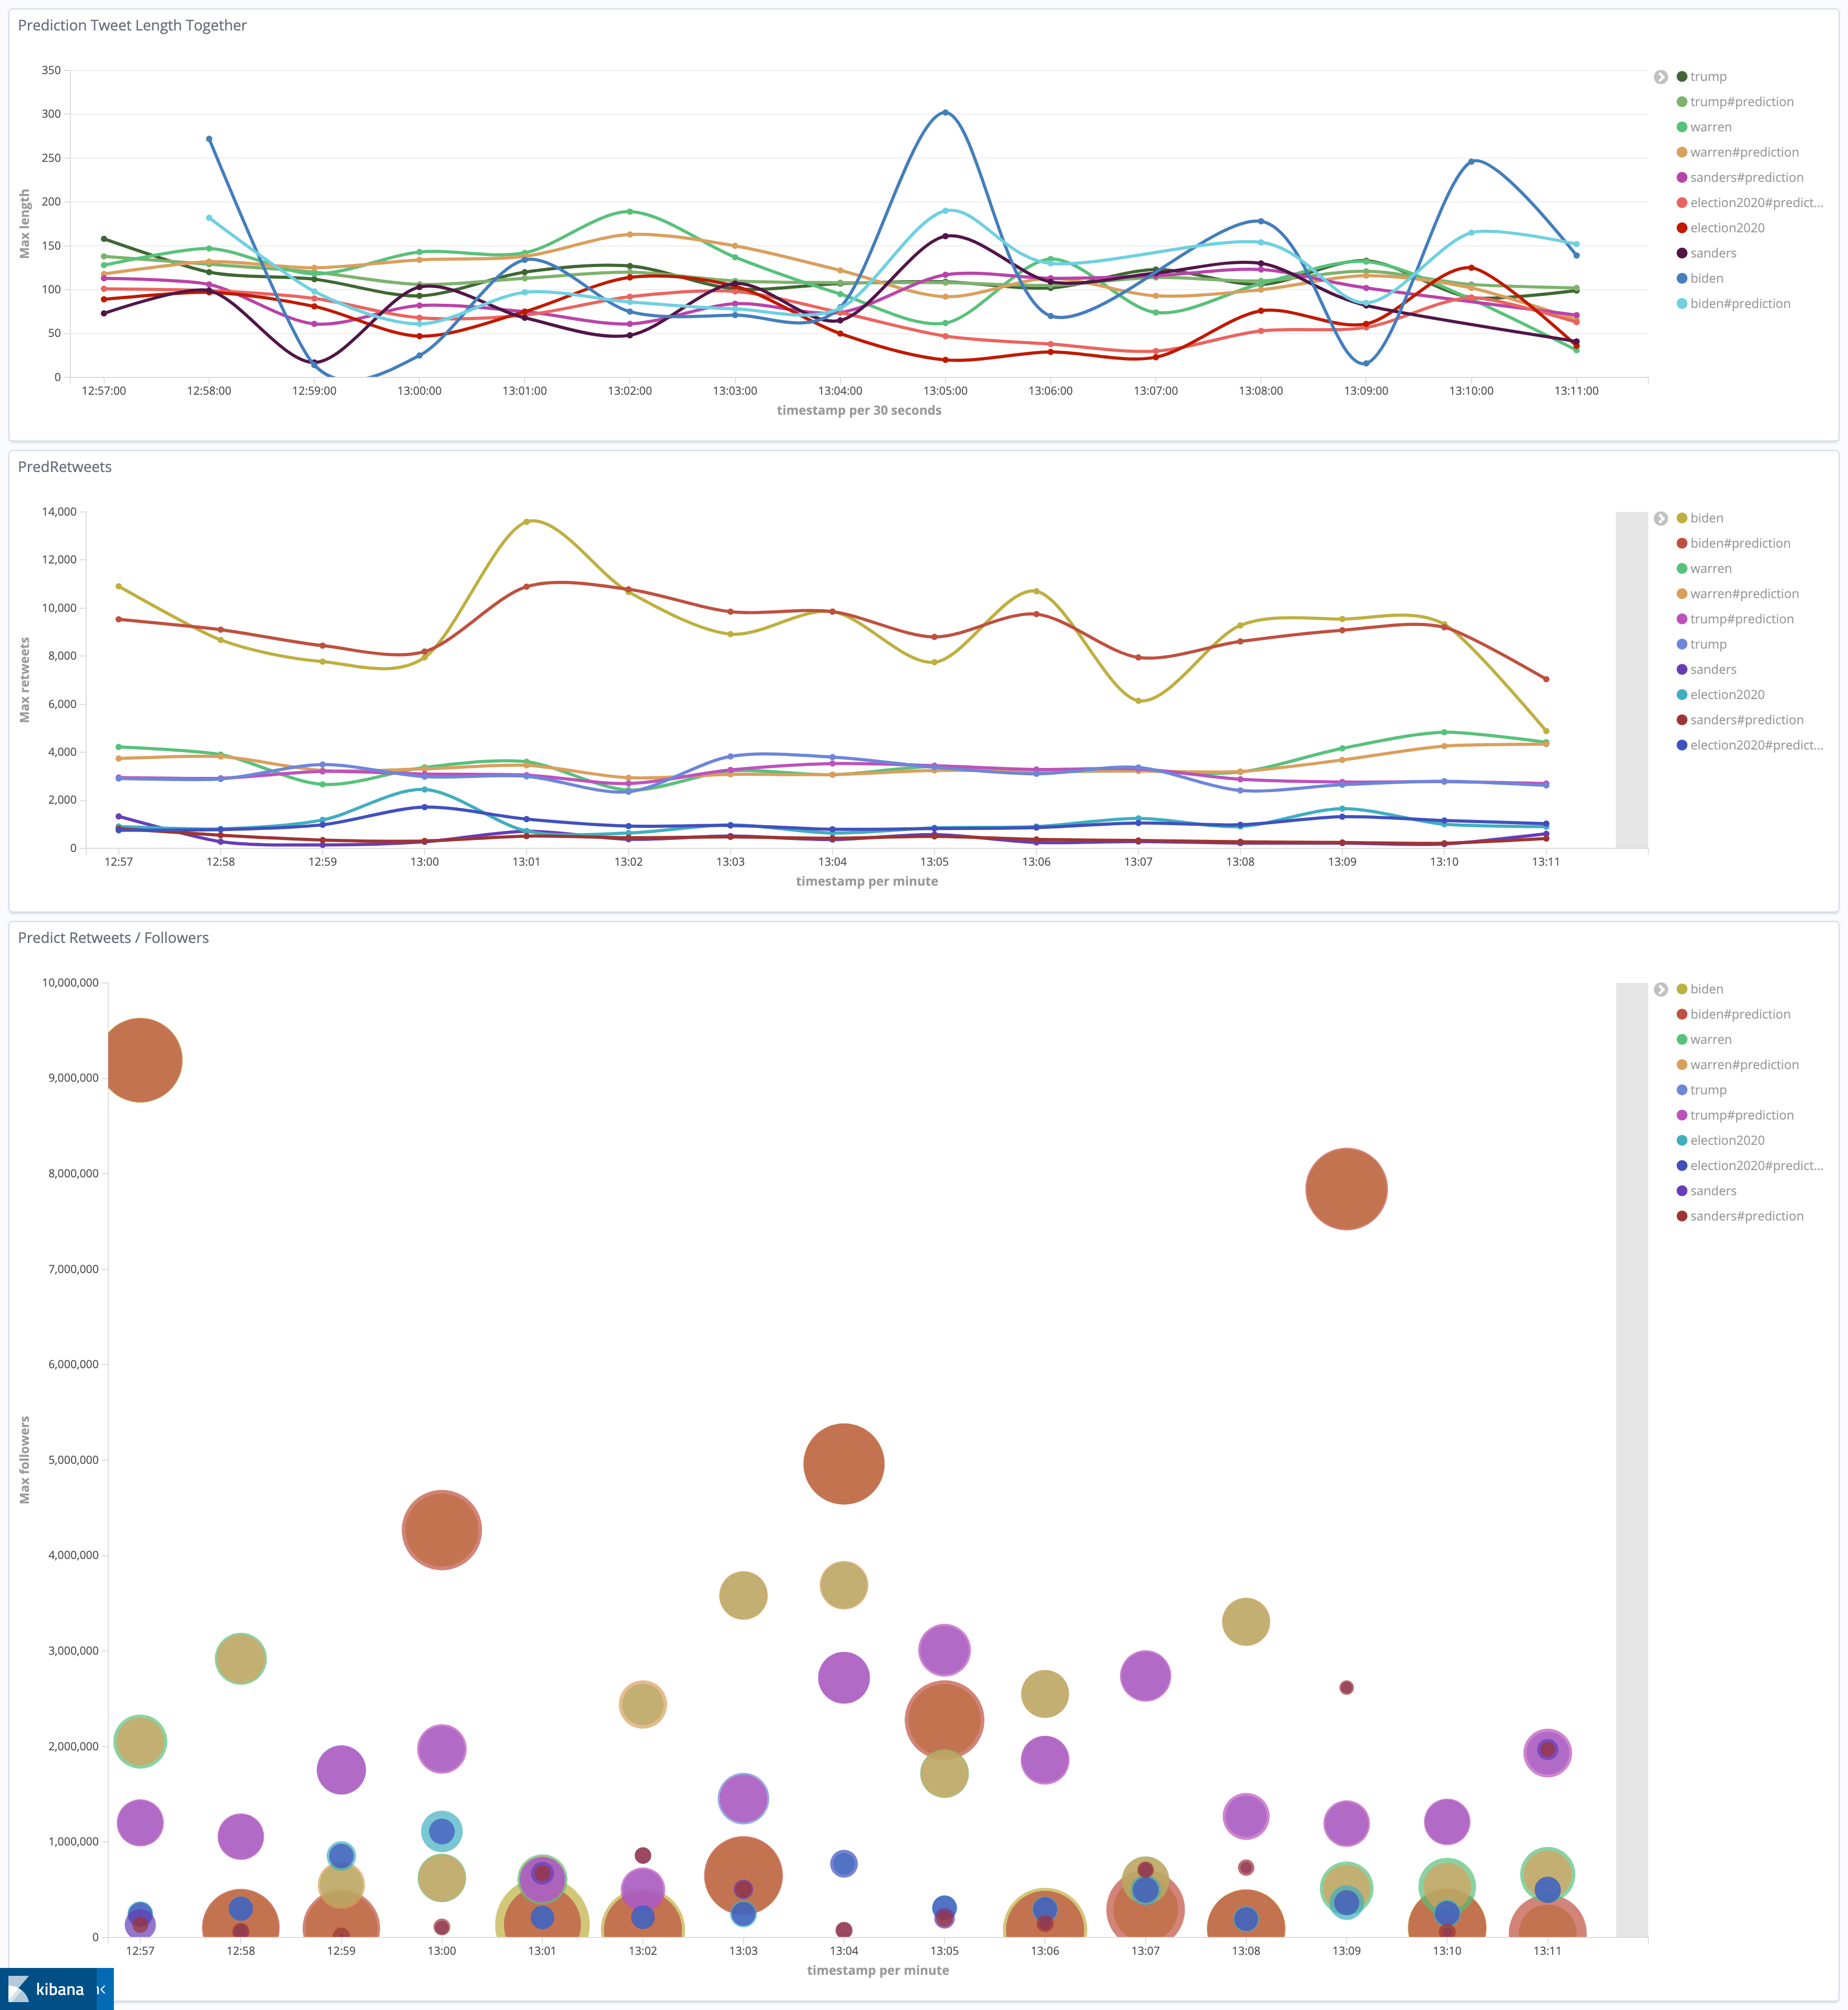 Prediction Tweet Length Together
350
300
250
200
150
100
50
0
Max length
12:57:00 12:58:00 12:59:00 13:00:00 13:01:00 13:02:00 13:03:00 13:04:00 13:05:00 13:06:00 13:07:00 13:08:00 13:09:00 13:10:00 13:11:00
timestamp per 30 seconds
trump
trump#prediction
warren
warren#prediction
sanders#prediction
election2020#predict...
election2020
sanders
biden
biden#prediction
PredRetweets
14,000
12,000
10,000
8,000
6,000
4,000
2,000
0
Max retweets
12:57 12:58 12:59 13:00 13:01 13:02 13:03 13:04 13:05 13:06 13:07 13:08 13:09 13:10 13:11
timestamp per minute
biden
biden#prediction
warren
warren#prediction
trump#prediction
trump
sanders
election2020
sanders#prediction
election2020#predict...
Predict Retweets / Followers
10,000,000
9,000,000
8,000,000
7,000,000
6,000,000
5,000,000
4,000,000
3,000,000
2,000,000
1,000,000
0
Max followers
12:57 12:58 12:59 13:00 13:01 13:02 13:03 13:04 13:05 13:06 13:07 13:08 13:09 13:10 13:11
timestamp per minute
biden
biden#prediction
warren
warren#prediction
trump
trump#prediction
election2020
election2020#predict...
sanders
sanders#prediction
kibana